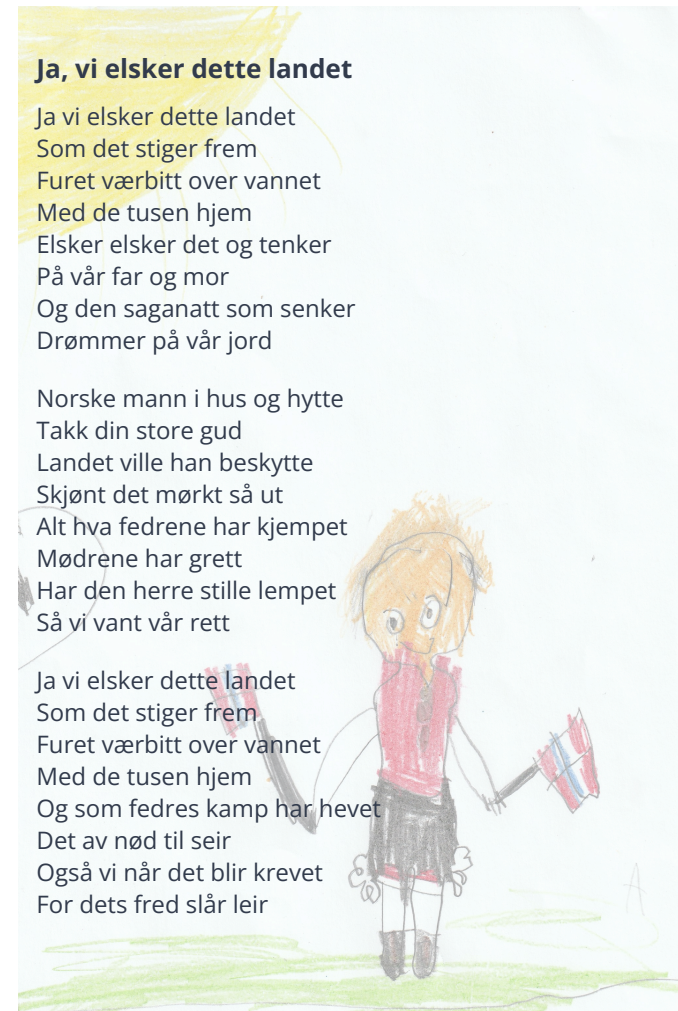 Ja, vi elsker dette landet
Ja vi elsker dette landet
Som det stiger frem
Furet værbitt over vannet
Med de tusen hjem
Elsker elsker det og tenker
På vår far og mor
Og den saganatt som senker
Drømmer på vår jord
Norske mann i hus og hytte
Takk din store gud
Landet ville han beskytte
Skjønt det mørkt så ut
Alt hva fedrene har kjempet
Mødrene har grett
Har den herre stille lempet
Så vi vant vår rett
Ja vi elsker dette landet
Som det stiger frem
Furet værbitt over vannet
Med de tusen hjem
Og som fedres kamp har hevet
Det av nød til seir
Også vi når det blir krevet
For dets fred slår leir
A